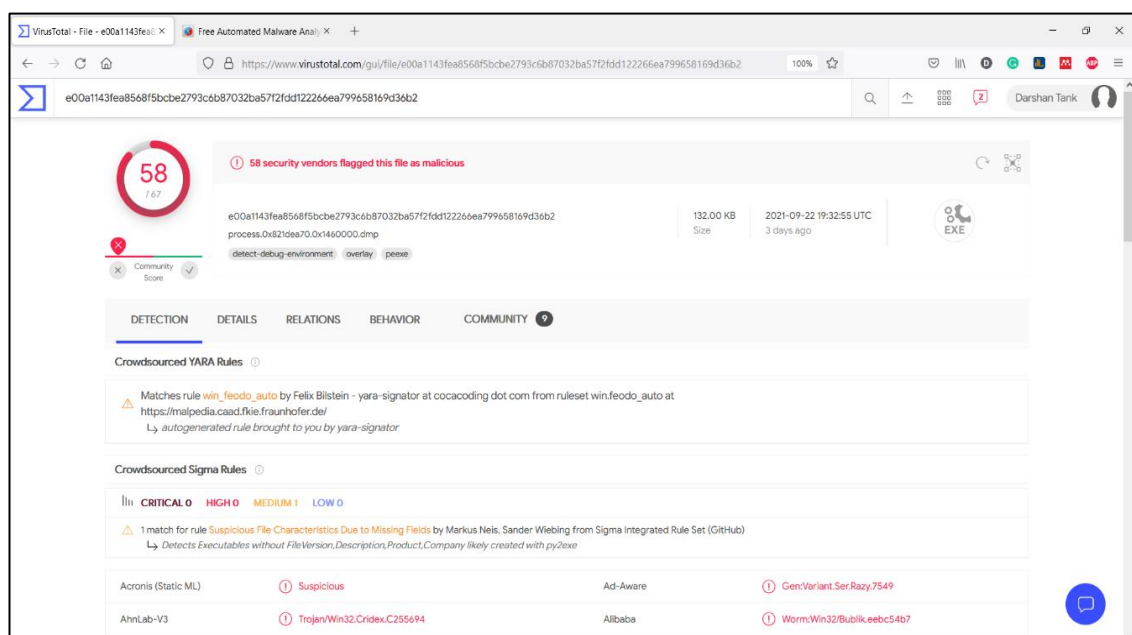 VirusTotal - File - e00a1143fea8
Free Automated Malware Analy
https://www.virustotal.com/gui/file/e00a1143fea8568f5bcbe2793c6b87032ba57f2fdd122266ea799658169d36b2
100%
e00a1143fea8568f5bcbe2793c6b87032ba57f2fdd122266ea799658169d36b2
2
Darshan Tank
58
/ 67
58 security vendors flagged this file as malicious
e00a1143fea8568f5bcbe2793c6b87032ba57f2fdd122266ea799658169d36b2
process.0x821dea70.0x1460000.dmp
detect-debug-environment overlay peexe
132.00 KB
Size
2021-09-22 19:32:55 UTC
3 days ago
EXE
Community
Score
DETECTION DETAILS RELATIONS BEHAVIOR COMMUNITY 9
Crowdsourced YARA Rules
Matches rule win_feodo_auto by Felix Bilstein - yara-signator at cocacoding dot com from ruleset win.feodo_auto at
https://malpedia.caad.fkie.fraunhofer.de/
↳ autogenerated rule brought to you by yara-signator
Crowdsourced Sigma Rules
CRITICAL 0 HIGH 0 MEDIUM 1 LOW 0
1 match for rule Suspicious File Characteristics Due to Missing Fields by Markus Neis, Sander Wiebing from Sigma Integrated Rule Set (GitHub)
↳ Detects Executables without FileVersion,Description,Product,Company likely created with py2exe
Acronis (Static ML) Suspicious Ad-Aware Gen:Variant.Ser.Razy.7549
AhnLab-V3 Trojan/Win32.Cridex.C255694 Alibaba Worm:Win32/Bublik.eebc54b7